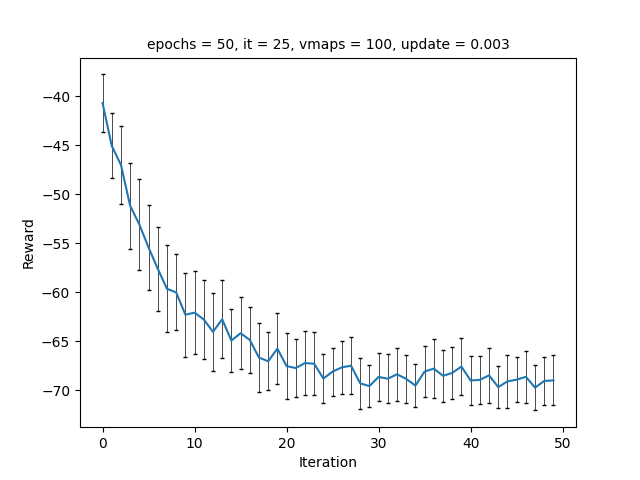 epochs = 50, it = 25, vmaps = 100, update = 0.003
Reward
−40
−45
−50
−55
−60
−65
−70
0 10 20 30 40 50
Iteration